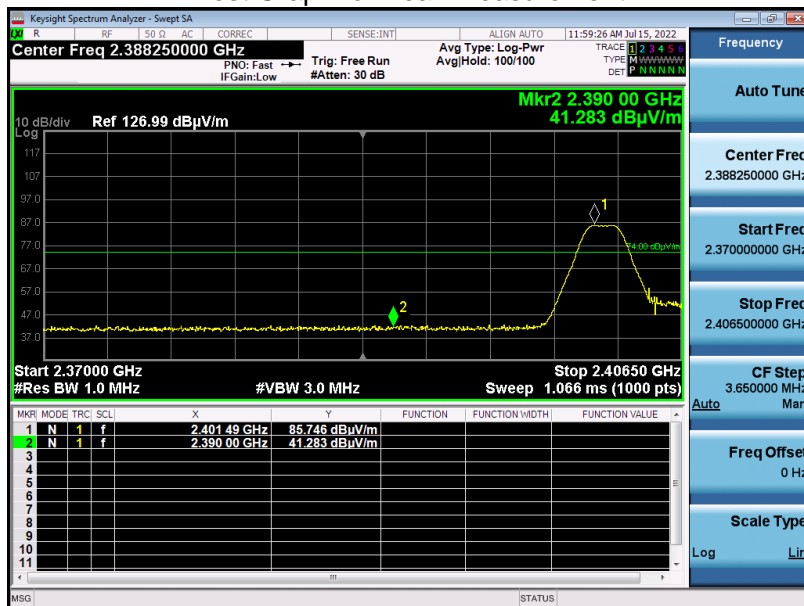 Keysight Spectrum Analyzer - Swept SA
LXI R RF 50 Ω AC CORREC SENSE:INT ALIGN AUTO 11:59:26 AM Jul 15, 2022
Center Freq 2.388250000 GHz
PNO: Fast
IFGain:Low
Trig: Free Run
#Atten: 30 dB
Avg Type: Log-Pwr
Avg|Hold: 100/100
TRACE 1 2 3 4 5 6
TYPE M W W W W W
DET P N N N N N
Mkr2 2.390 00 GHz
41.283 dBµV/m
10 dB/div Ref 126.99 dBµV/m
Log
117
107
97.0
87.0
77.0
67.0
57.0
47.0
37.0
1
74.00 dBµV/m
2
Start 2.37000 GHz Stop 2.40650 GHz
#Res BW 1.0 MHz #VBW 3.0 MHz Sweep 1.066 ms (1000 pts)
MKR MODE TRC SCL X Y FUNCTION FUNCTION WIDTH FUNCTION VALUE
1 N 1 f 2.401 49 GHz 85.746 dBµV/m
2 N 1 f 2.390 00 GHz 41.283 dBµV/m
3
4
5
6
7
8
9
10
11
MSG STATUS
Frequency
Auto Tune
Center Freq
2.388250000 GHz
Start Freq
2.370000000 GHz
Stop Freq
2.406500000 GHz
CF Step
3.650000 MHz
Auto Man
Freq Offset
0 Hz
Scale Type
Log Lin